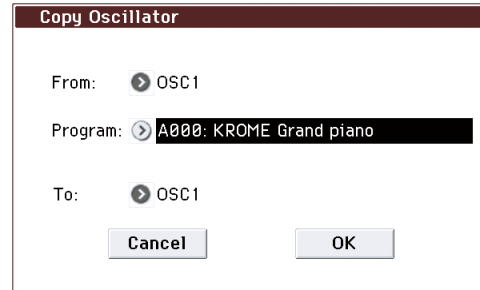 Copy Oscillator
From: OSC1
Program: A000: KROME Grand piano
To: OSC1
Cancel OK